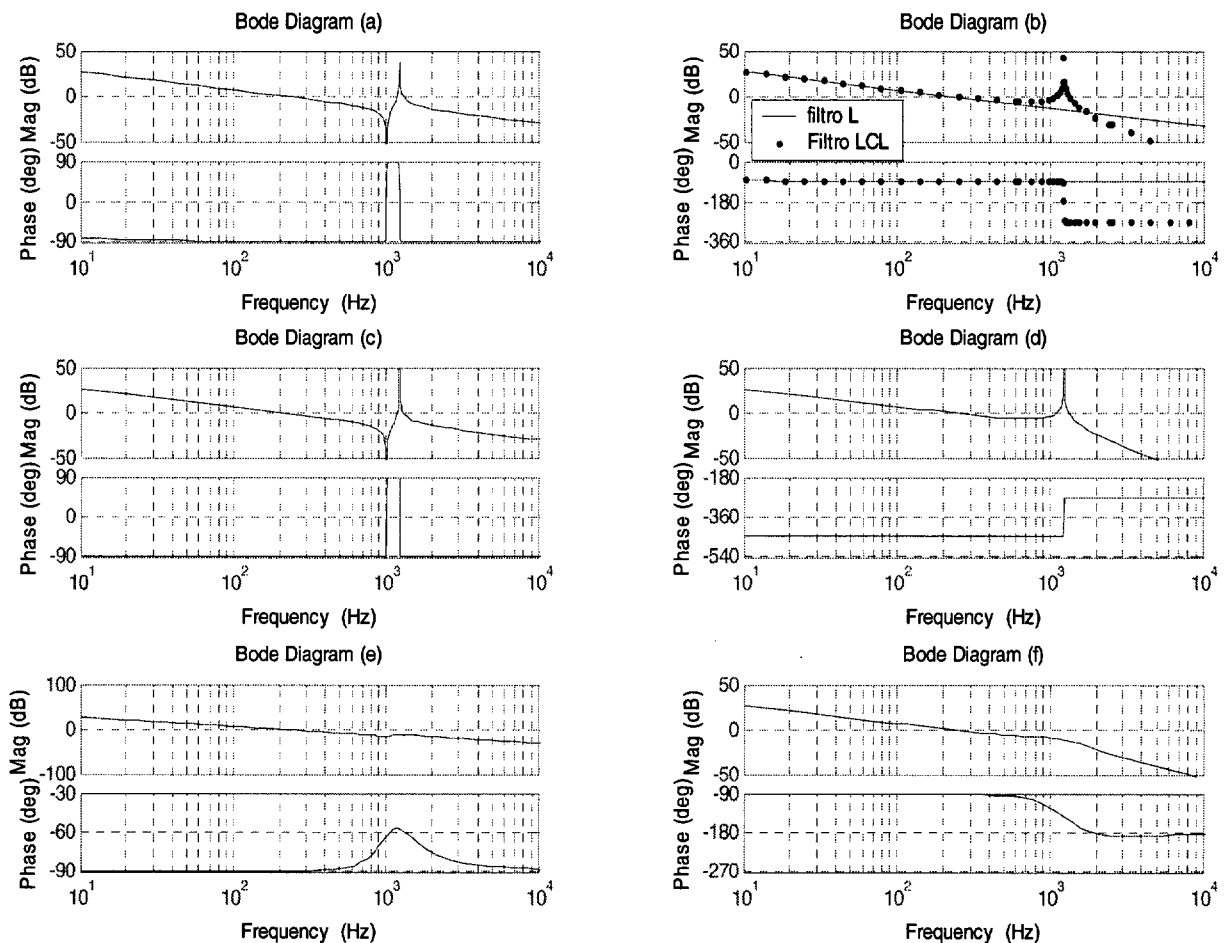 Bode Diagram (a)
Mag (dB)
50
0
-50
Phase (deg)
90
0
-90
10^1 10^2 10^3 10^4
Frequency (Hz)
Bode Diagram (b)
Mag (dB)
50
0
-50
filtro L
Filtro LCL
Phase (deg)
0
-180
-360
10^1 10^2 10^3 10^4
Frequency (Hz)
Bode Diagram (c)
Mag (dB)
50
0
-50
Phase (deg)
90
0
-90
10^1 10^2 10^3 10^4
Frequency (Hz)
Bode Diagram (d)
Mag (dB)
50
0
-50
Phase (deg)
-180
-360
-540
10^1 10^2 10^3 10^4
Frequency (Hz)
Bode Diagram (e)
Mag (dB)
100
0
-100
Phase (deg)
-30
-60
-90
10^1 10^2 10^3 10^4
Frequency (Hz)
Bode Diagram (f)
Mag (dB)
50
0
-50
Phase (deg)
-90
-180
-270
10^1 10^2 10^3 10^4
Frequency (Hz)